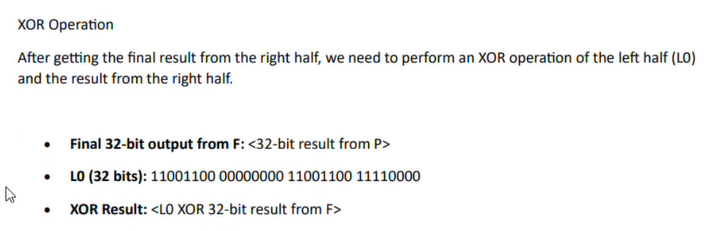 XOR Operation
After getting the final result from the right half, we need to perform an XOR operation of the left half (L0)
and the result from the right half.
• Final 32-bit output from F: <32-bit result from P>
• L0 (32 bits): 11001100 00000000 11001100 11110000
• XOR Result: <L0 XOR 32-bit result from F>